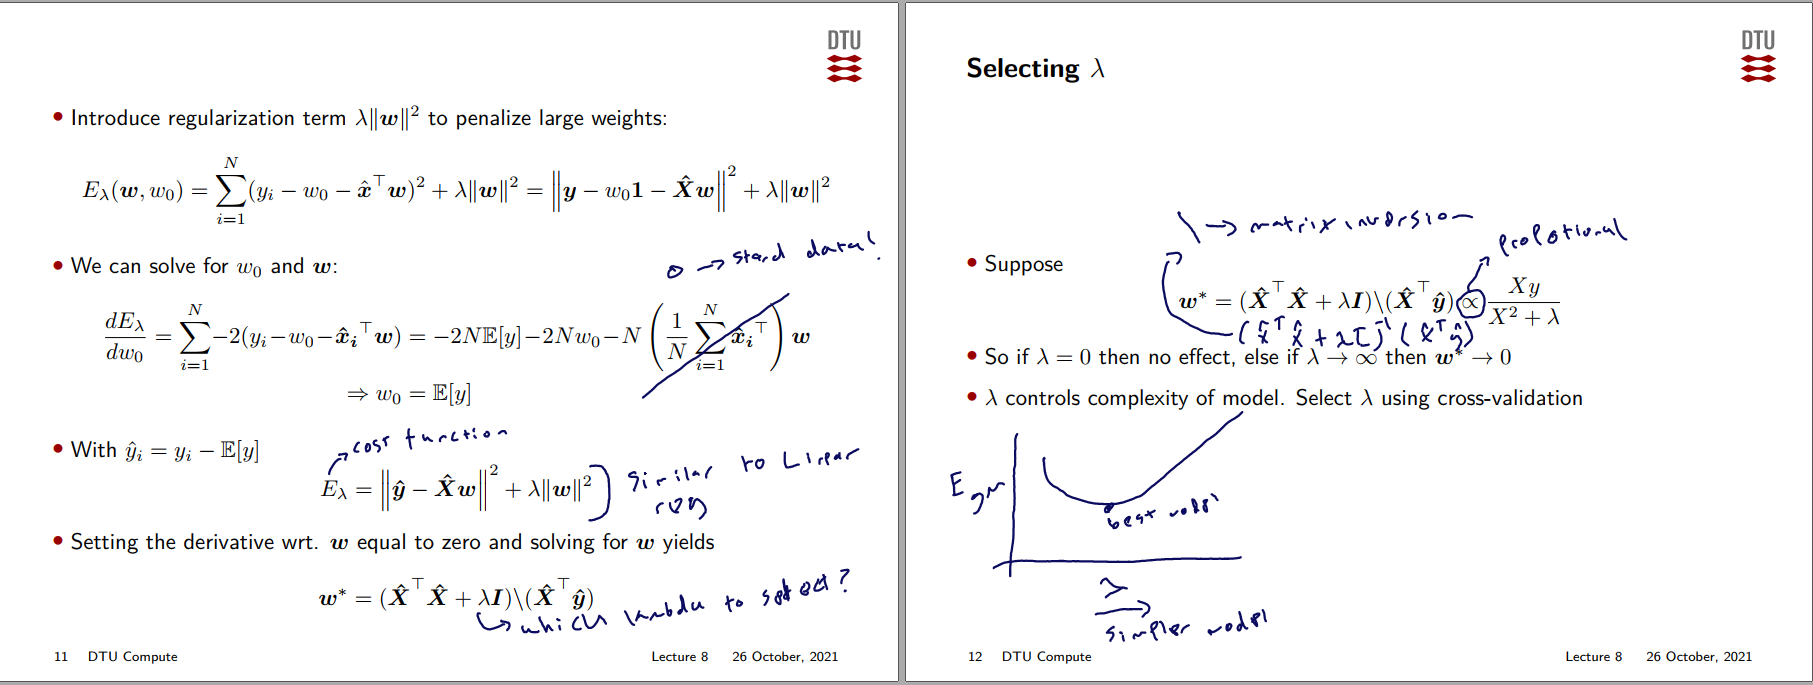 DTU
• Introduce regularization term λ‖w‖² to penalize large weights:
E_λ(w, w₀) = ∑_{i=1}^{N} (y_i − w₀ − x̂^⊤w)² + λ‖w‖² = ‖y − w₀1 − X̂w‖² + λ‖w‖²
0 → stand data!
• We can solve for w₀ and w:
dE_λ/dw₀ = ∑_{i=1}^{N} −2(y_i−w₀−x̂_i^⊤w) = −2N𝔼[y]−2Nw₀−N (1/N ∑_{i=1}^{N} x̂_i^⊤) w
⇒ w₀ = 𝔼[y]
cost function
• With ŷ_i = y_i − 𝔼[y]
E_λ = ‖ŷ − X̂w‖² + λ‖w‖²
similar to Linear
reg
• Setting the derivative wrt. w equal to zero and solving for w yields
w* = (X̂^⊤X̂ + λI)\(X̂^⊤ŷ)
which lambda to select?
11 DTU Compute Lecture 8 26 October, 2021
DTU
Selecting λ
\ → matrix inversion
• Suppose
w* = (X̂^⊤X̂ + λI)\(X̂^⊤ŷ) ∝ Xy/(X² + λ)
(X̂^⊤X̂ + λI)^{-1} (X̂^⊤ŷ)
• So if λ = 0 then no effect, else if λ → ∞ then w* → 0
• λ controls complexity of model. Select λ using cross-validation
best model
λ
simpler model
12 DTU Compute Lecture 8 26 October, 2021